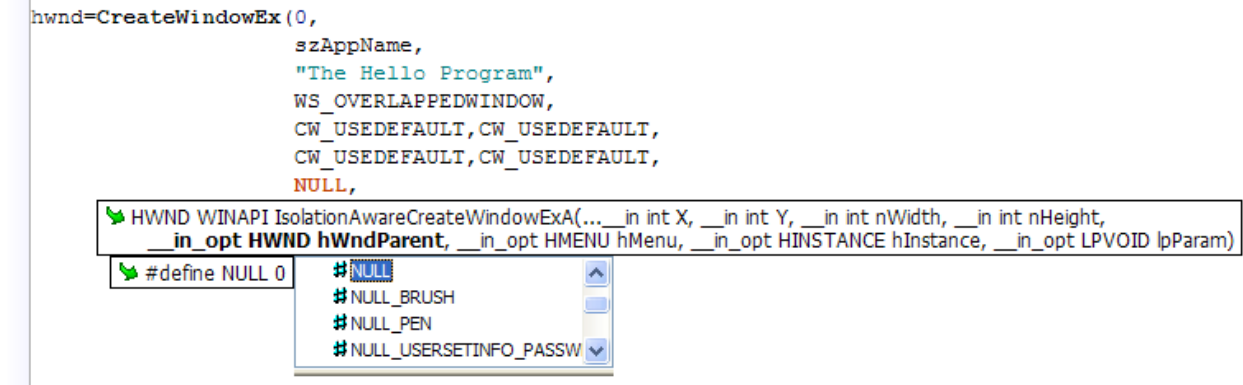 hwnd=CreateWindowEx(0,
szAppName,
"The Hello Program",
WS_OVERLAPPEDWINDOW,
CW_USEDEFAULT,CW_USEDEFAULT,
CW_USEDEFAULT,CW_USEDEFAULT,
NULL,
HWND WINAPI IsolationAwareCreateWindowExA(...__in int X, __in int Y, __in int nWidth, __in int nHeight,
__in_opt HWND hWndParent, __in_opt HMENU hMenu, __in_opt HINSTANCE hInstance, __in_opt LPVOID lpParam)
#define NULL 0
NULL
NULL_BRUSH
NULL_PEN
NULL_USERSETINFO_PASSW